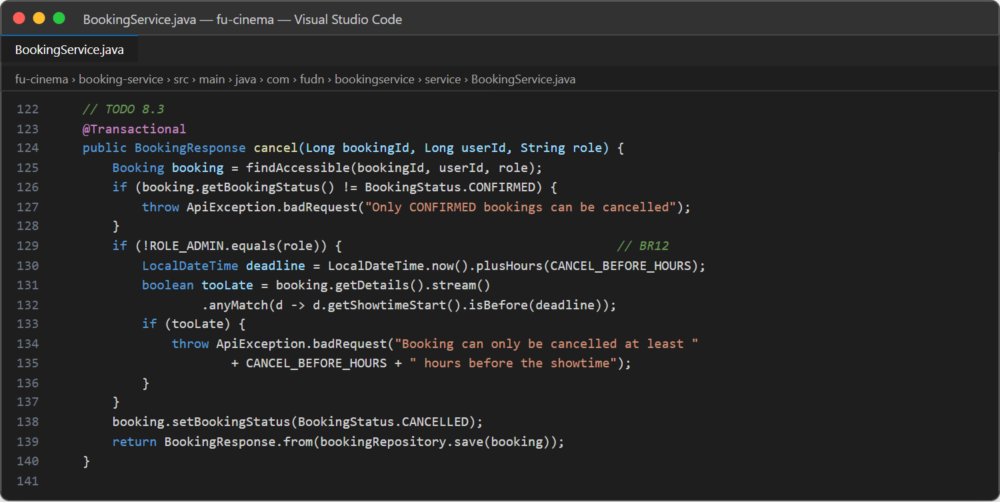 BookingService.java — fu-cinema — Visual Studio Code
BookingService.java
fu-cinema › booking-service › src › main › java › com › fudn › bookingservice › service › BookingService.java
122     // TODO 8.3
123     @Transactional
124     public BookingResponse cancel(Long bookingId, Long userId, String role) {
125         Booking booking = findAccessible(bookingId, userId, role);
126         if (booking.getBookingStatus() != BookingStatus.CONFIRMED) {
127             throw ApiException.badRequest("Only CONFIRMED bookings can be cancelled");
128         }
129         if (!ROLE_ADMIN.equals(role)) {                                     // BR12
130             LocalDateTime deadline = LocalDateTime.now().plusHours(CANCEL_BEFORE_HOURS);
131             boolean tooLate = booking.getDetails().stream()
132                     .anyMatch(d -> d.getShowtimeStart().isBefore(deadline));
133             if (tooLate) {
134                 throw ApiException.badRequest("Booking can only be cancelled at least "
135                         + CANCEL_BEFORE_HOURS + " hours before the showtime");
136             }
137         }
138         booking.setBookingStatus(BookingStatus.CANCELLED);
139         return BookingResponse.from(bookingRepository.save(booking));
140     }
141